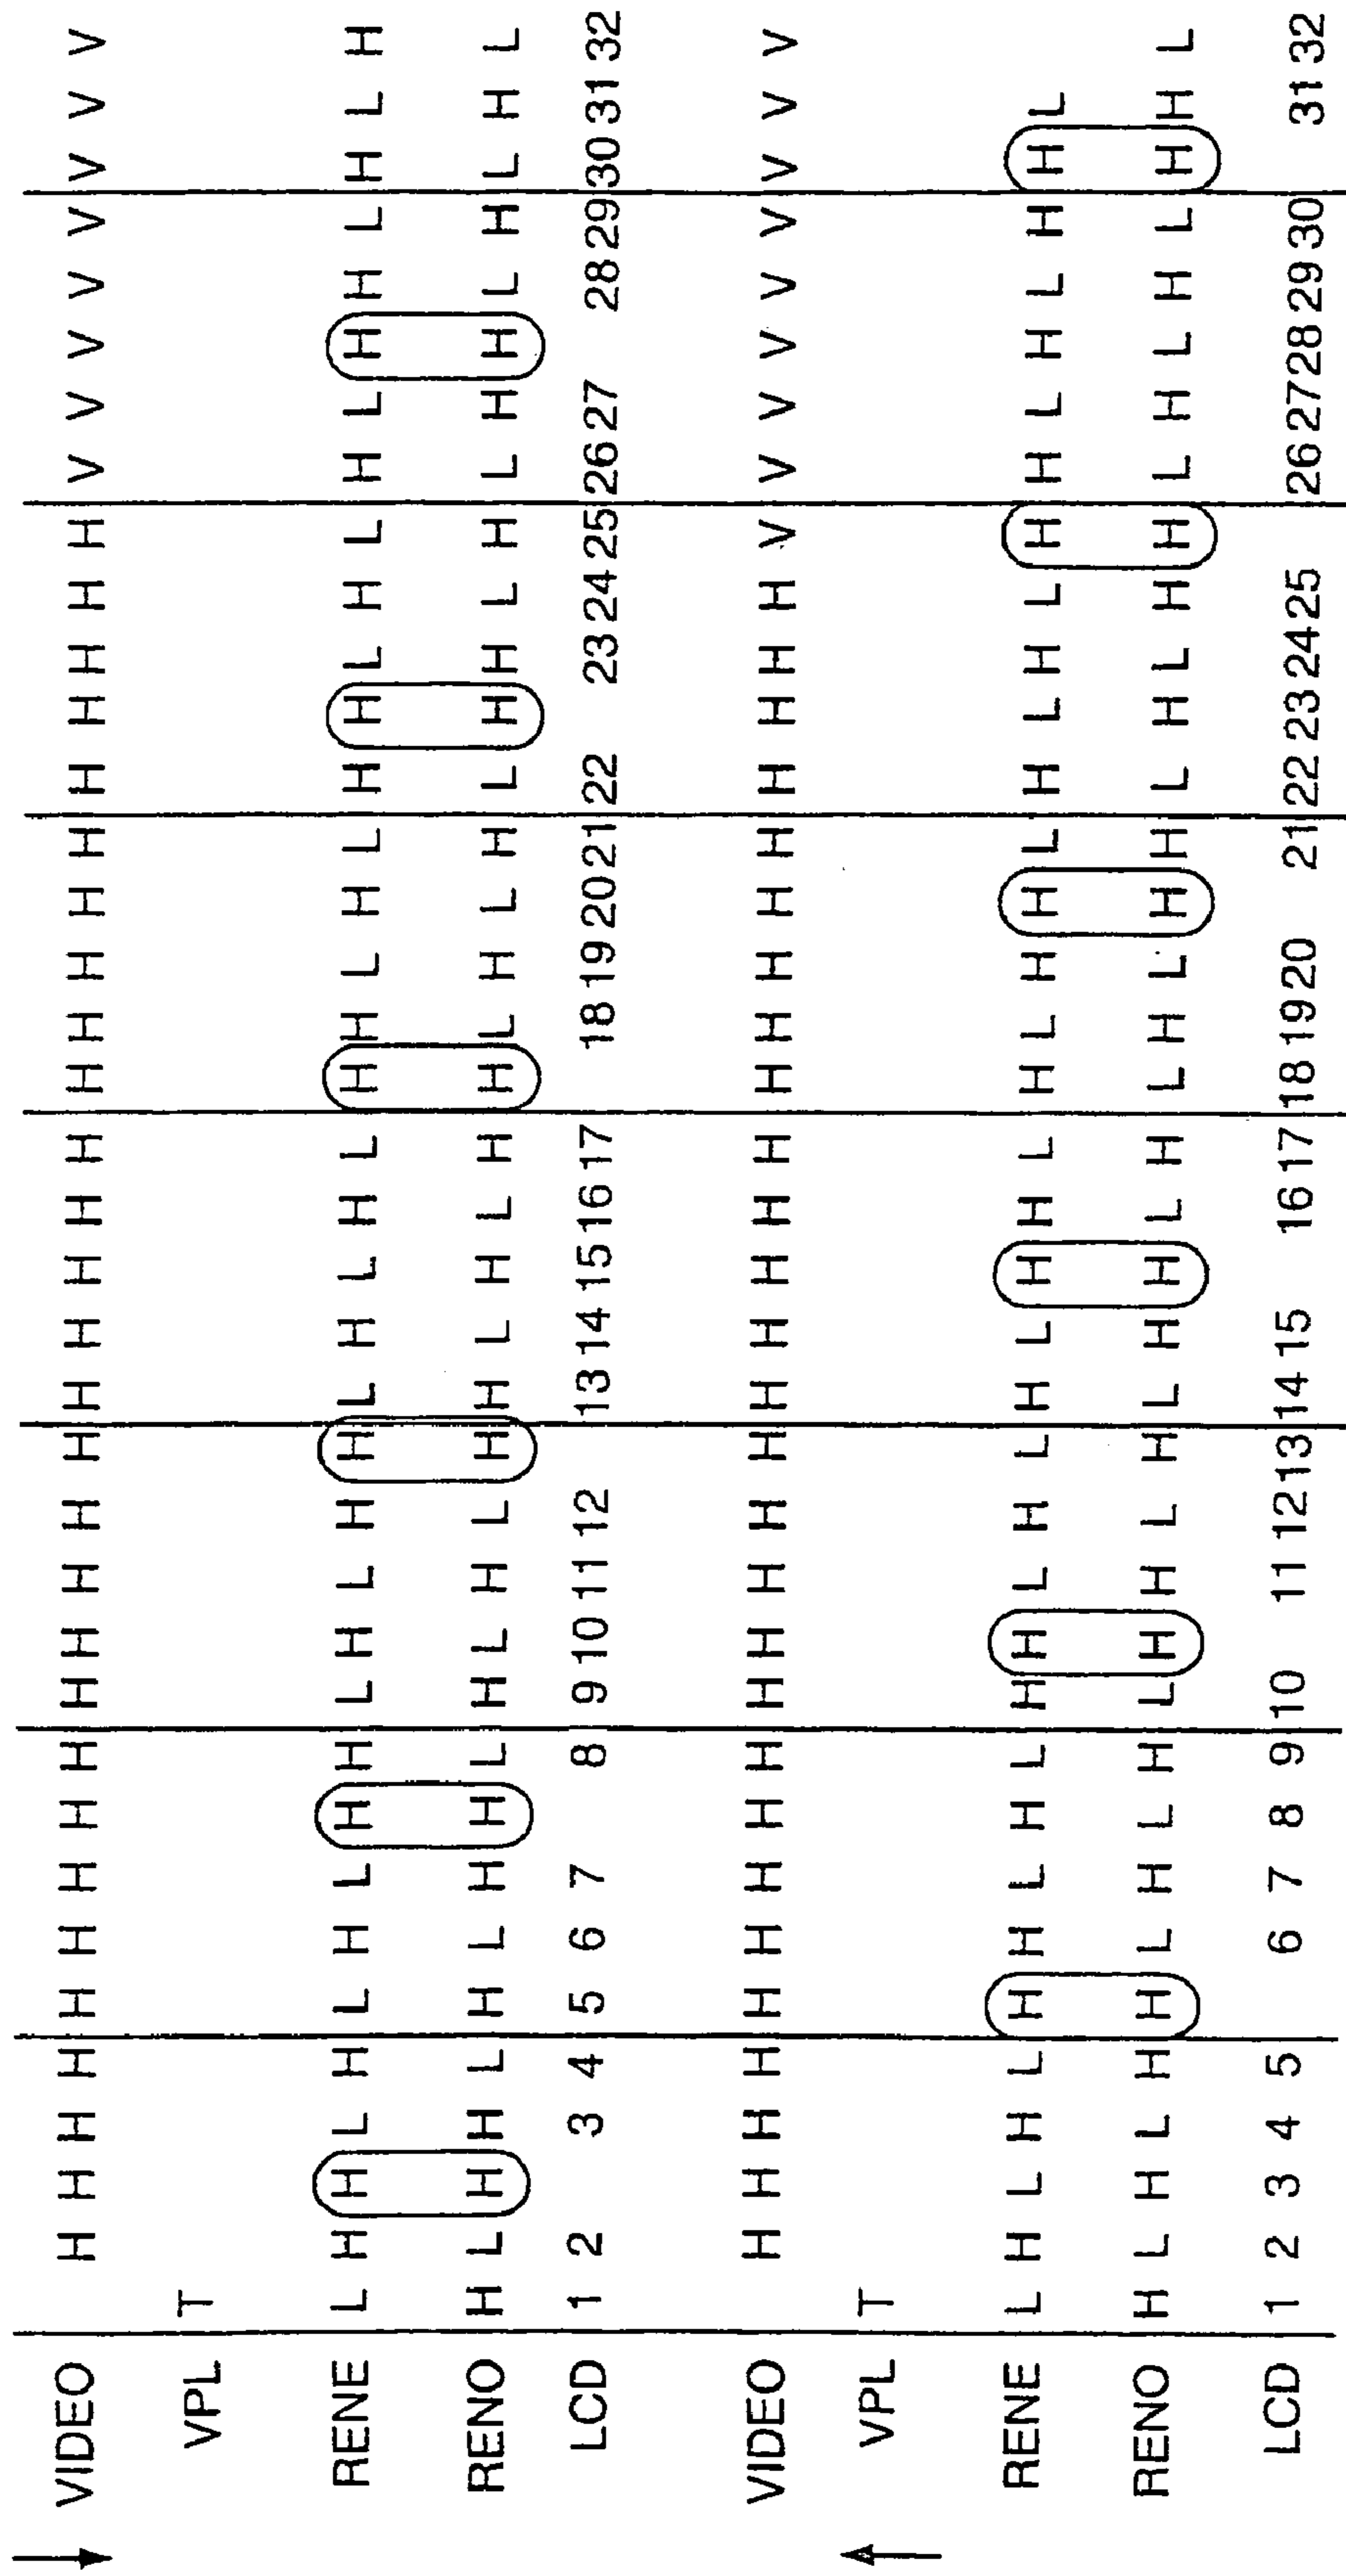 VIDEO H H H H H H H H H H H H H H H H H H H H H H H H H H H H H V V V V V V V V
VPL T
RENE L H H L H L H L H H L H L H H L H L H L H H L H L H H L H L H L H H L H L H
RENO H L H H L H L H H L H L H L H H L H L H H L H L H L H H L H L H H L H L H L
LCD 1 2 3 4 5 6 7 8 9 10 11 12 13 14 15 16 17 18 19 20 21 22 23 24 25 26 27 28 29 30 31 32
VIDEO H H H H H H H H H H H H H H H H H H H H H H H H H H H H V V V V V V V V V
VPL T
RENE L H L H L H H L H L H H L H L H L H H L H L H H L H L H L H H L H L H H L
RENO H L H L H H L H L H L H H L H L H H L H L H L H H L H L H H L H L H L H H L
LCD 1 2 3 4 5 6 7 8 9 10 11 12 13 14 15 16 17 18 19 20 21 22 23 24 25 26 27 28 29 30 31 32